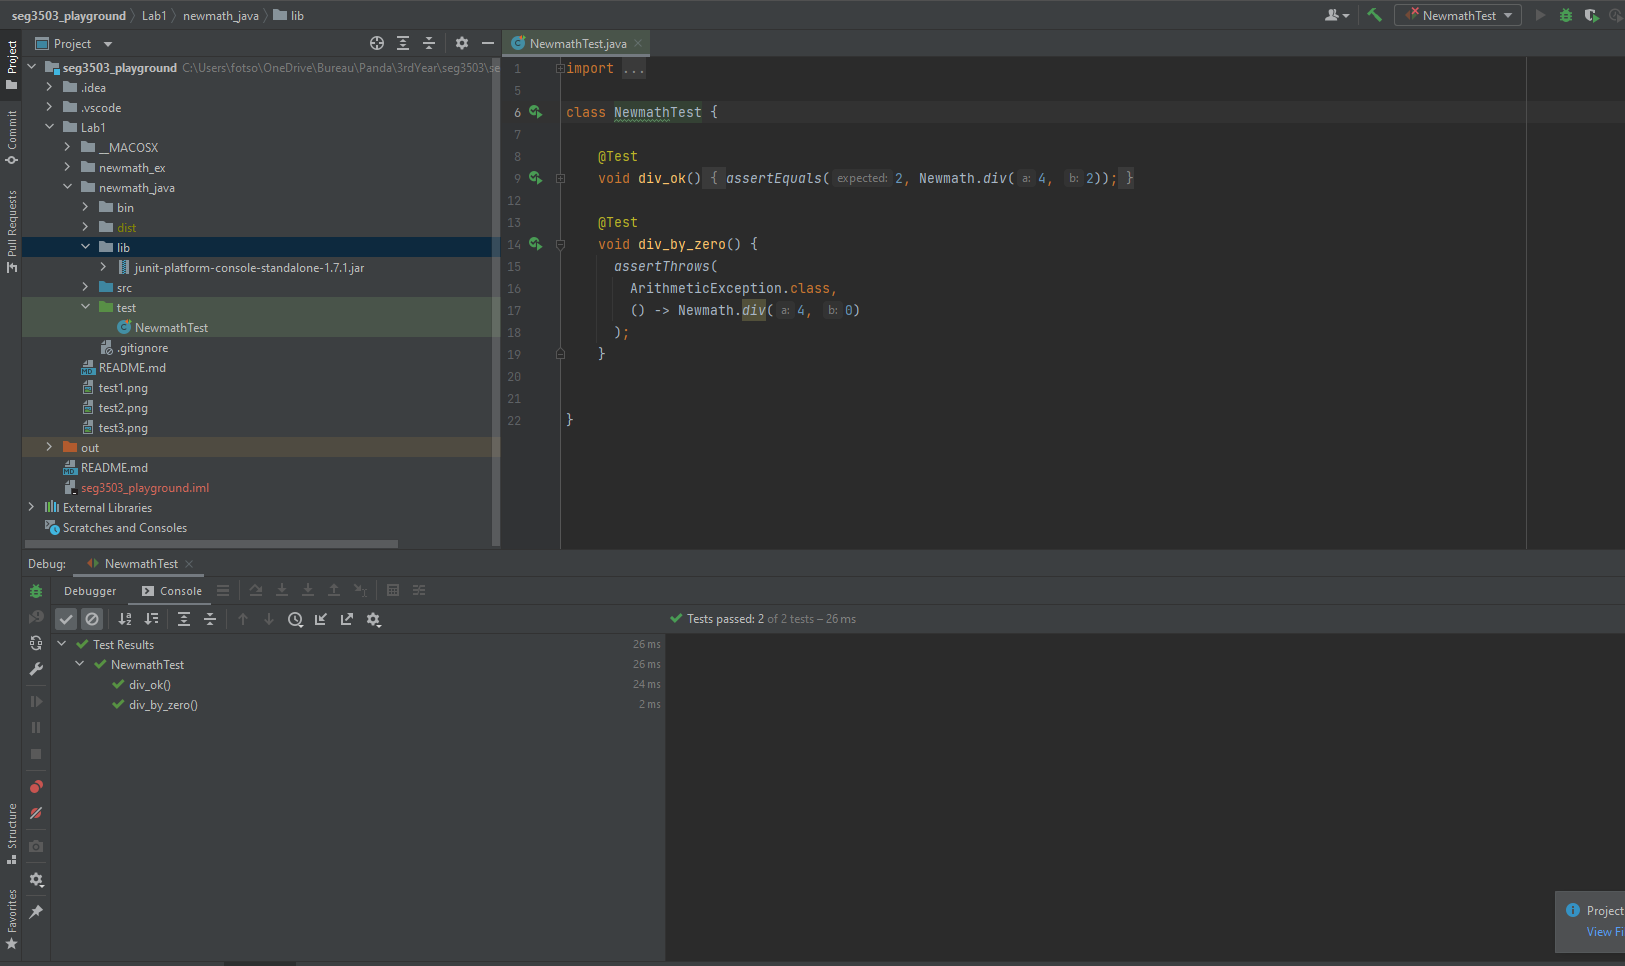 seg3503_playground Lab1 newmath_java lib NewmathTest
Project
NewmathTest.java
Project
Commit
Pull Requests
Structure
Favorites
seg3503_playground C:\Users\fotso\OneDrive\Bureau\Panda\3rdYear\seg3503\se
.idea
.vscode
Lab1
__MACOSX
newmath_ex
newmath_java
bin
dist
lib
junit-platform-console-standalone-1.7.1.jar
src
test
NewmathTest
.gitignore
README.md
test1.png
test2.png
test3.png
out
README.md
seg3503_playground.iml
External Libraries
Scratches and Consoles
1 import ...
5
6 class NewmathTest {
7
8 @Test
9 void div_ok() { assertEquals( expected: 2, Newmath.div( a: 4, b: 2)); }
12
13 @Test
14 void div_by_zero() {
15 assertThrows(
16 ArithmeticException.class,
17 () -> Newmath.div( a: 4, b: 0)
18 );
19 }
20
21
22 }
Debug: NewmathTest
Debugger Console
Tests passed: 2 of 2 tests – 26 ms
Test Results 26 ms
NewmathTest 26 ms
div_ok() 24 ms
div_by_zero() 2 ms
Project
View Fi